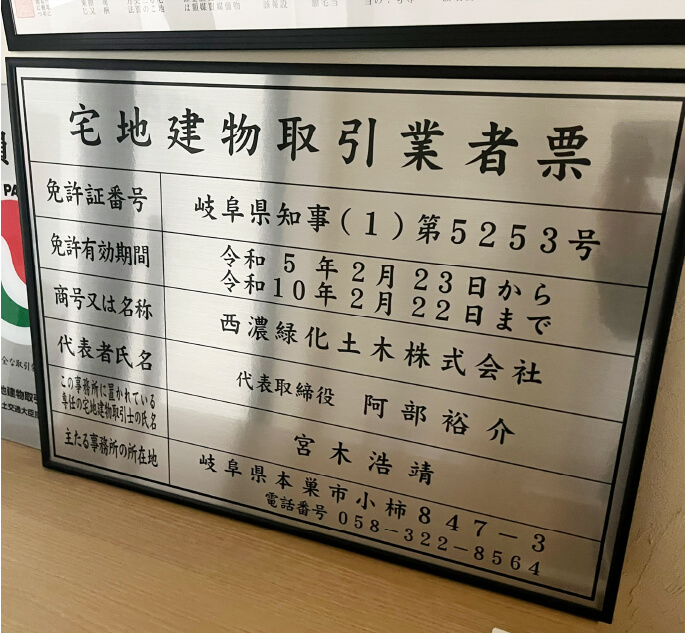 宅地建物取引業者票
免許証番号 岐阜県知事(1)第5253号
免許有効期間 令和5年2月23日から
令和10年2月22日まで
商号又は名称 西濃緑化土木株式会社
代表者氏名 代表取締役 阿部裕介
この事務所に置かれている
専任の宅地建物取引士の氏名 宮木浩靖
主たる事務所の所在地 岐阜県本巣市小柿847-3
電話番号 058-322-8564